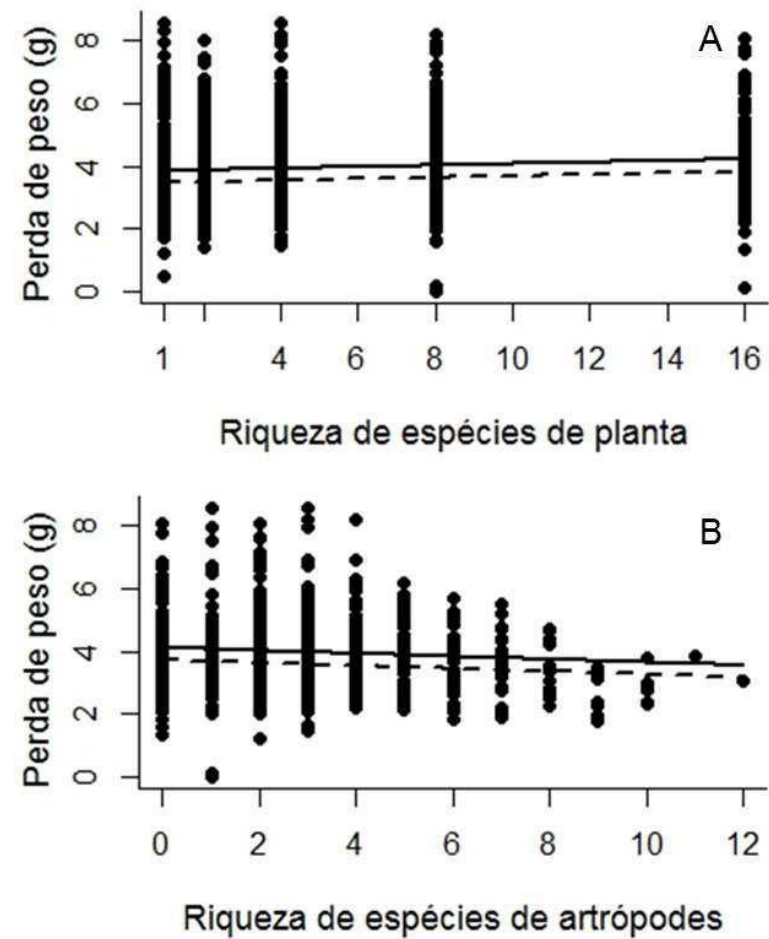 A
Perda de peso (g)
8
6
4
2
0
1 4 6 8 10 12 14 16
Riqueza de espécies de planta
B
Perda de peso (g)
8
6
4
2
0
0 2 4 6 8 10 12
Riqueza de espécies de artrópodes